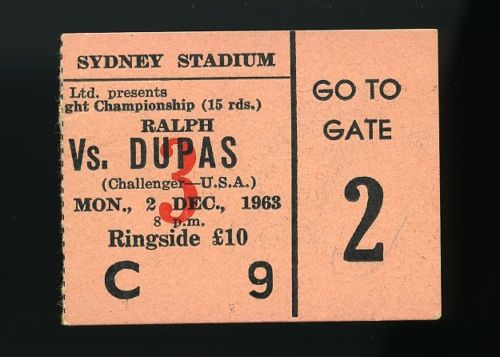 SYDNEY STADIUM
Ltd. presents
ght Championship (15 rds.)
RALPH
Vs. DUPAS
3
(Challenger—U.S.A.)
MON., 2 DEC., 1963
8 p.m.
Ringside £10
C 9
GO TO
GATE
2